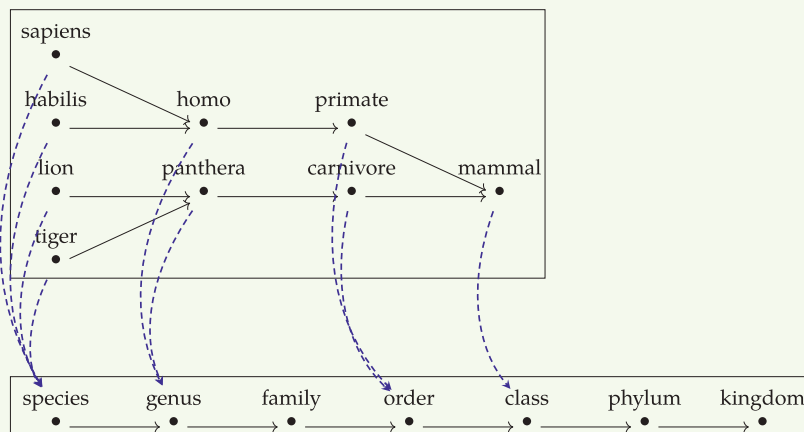 sapiens
habilis homo primate
lion panthera carnivore mammal
tiger
species genus family order class phylum kingdom